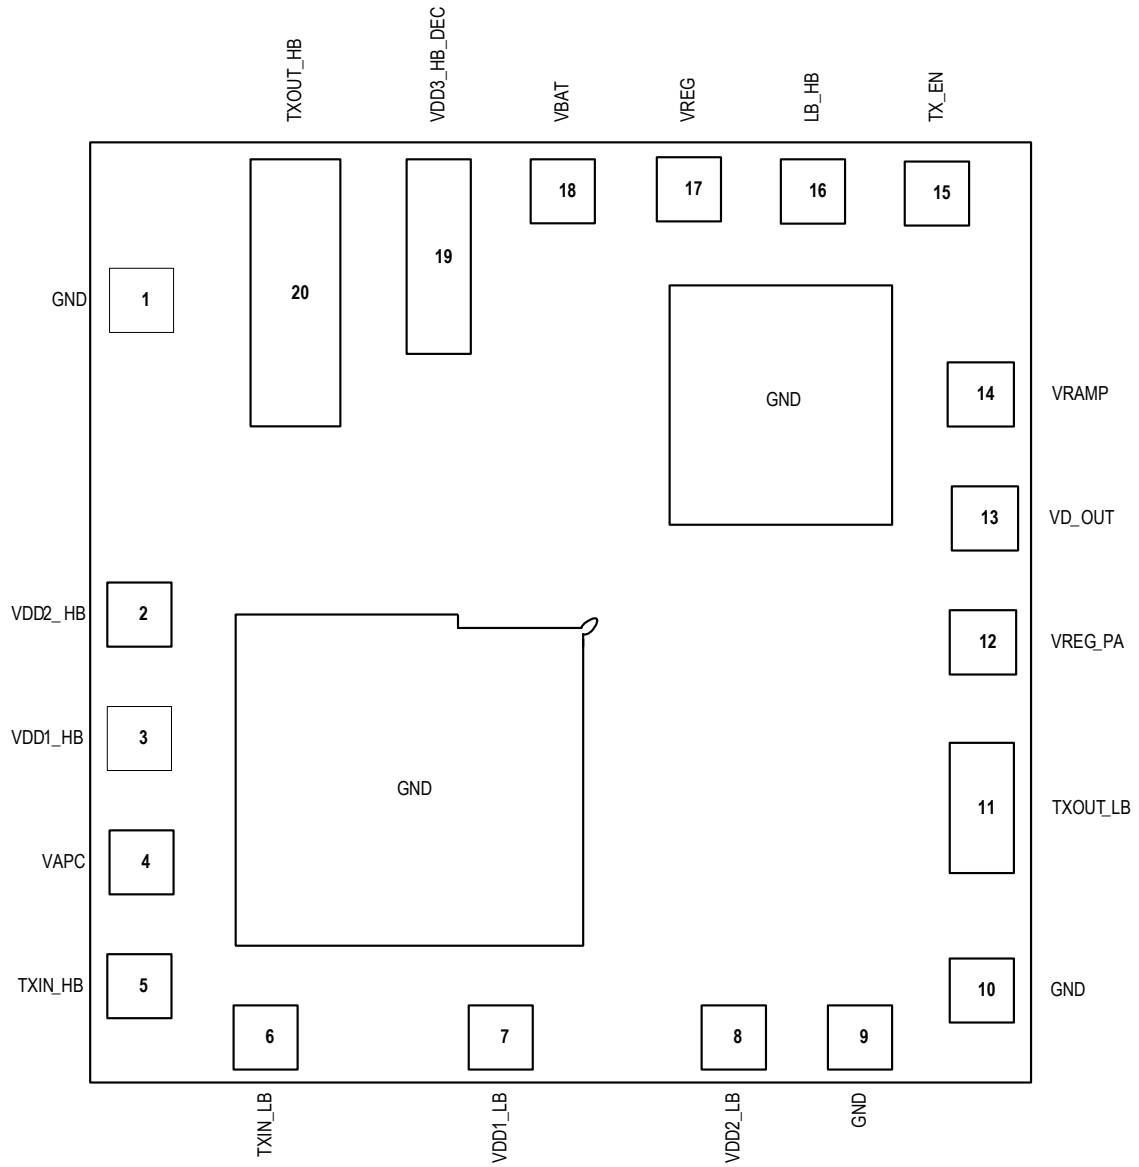 TXOUT_HB
VDD3_HB_DEC
VBAT
VREG
LB_HB
TX_EN
20
19
18
17
16
15
GND
1
GND
14
VRAMP
13
VD_OUT
VDD2_ HB
2
12
VREG_PA
VDD1_HB
3
GND
11
TXOUT_LB
VAPC
4
TXIN_HB
5
10
GND
6
7
8
9
TXIN_LB
VDD1_LB
VDD2_LB
GND